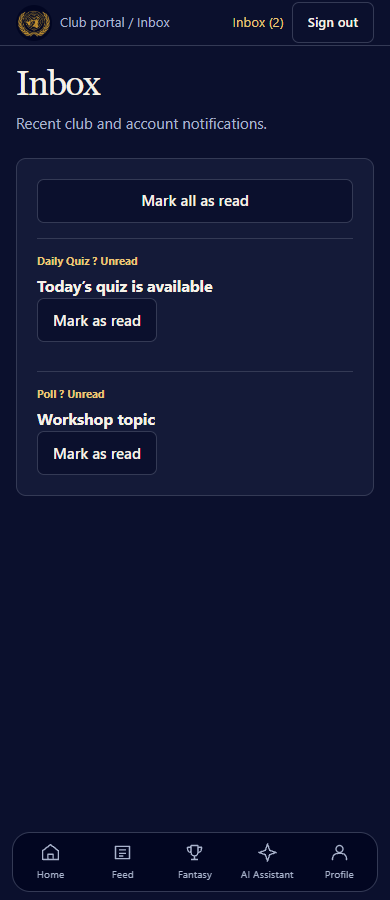 Club portal / Inbox
Inbox (2)
Sign out
Inbox
Recent club and account notifications.
Mark all as read
Daily Quiz ? Unread
Today's quiz is available
Mark as read
Poll ? Unread
Workshop topic
Mark as read
Home
Feed
Fantasy
AI Assistant
Profile